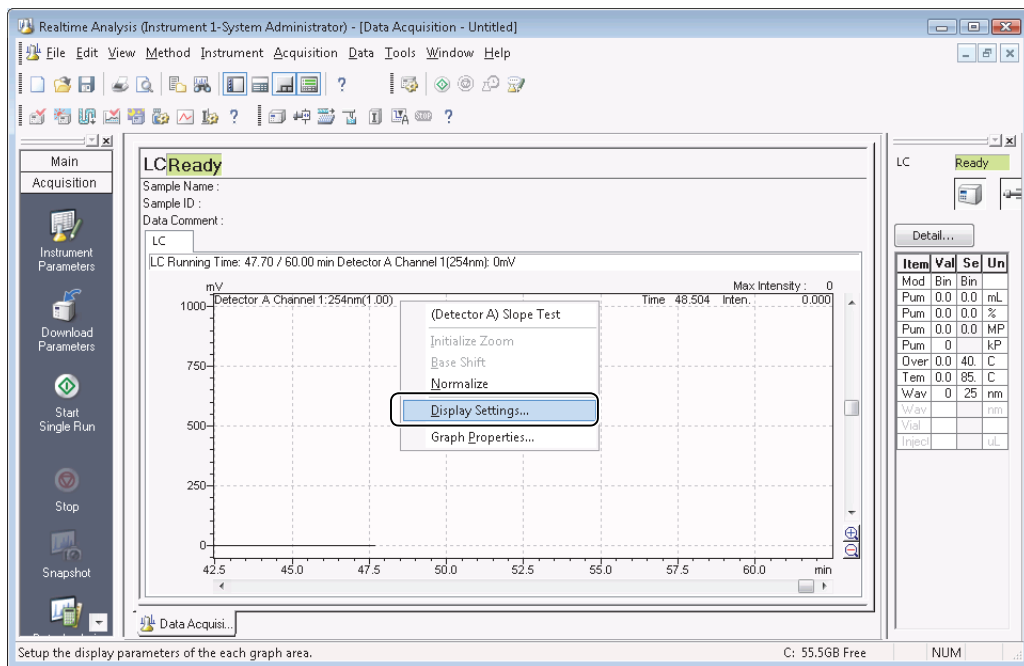 Realtime Analysis (Instrument 1-System Administrator) - [Data Acquisition - Untitled]
File Edit View Method Instrument Acquisition Data Tools Window Help
Main
Acquisition
Instrument
Parameters
Download
Parameters
Start
Single Run
Stop
Snapshot
LC Ready
Sample Name :
Sample ID :
Data Comment :
LC
LC Running Time: 47.70 / 60.00 min Detector A Channel 1(254nm): 0mV
mV
Max Intensity : 0
Detector A Channel 1:254nm(1.00)
Time 48.504 Inten. 0.000
1000
750
500
250
0
42.5 45.0 47.5 50.0 52.5 55.0 57.5 60.0 min
(Detector A) Slope Test
Initialize Zoom
Base Shift
Normalize
Display Settings...
Graph Properties...
Data Acquisi...
LC Ready
Detail...
Item Val Se Un
Mod Bin Bin
Pum 0.0 0.0 mL
Pum 0.0 0.0 %
Pum 0.0 0.0 MP
Pum 0 kP
Over 0.0 40. C
Tem 0.0 85. C
Wav 0 25 nm
Wav nm
Vial
Inject uL
Setup the display parameters of the each graph area.
C: 55.5GB Free
NUM